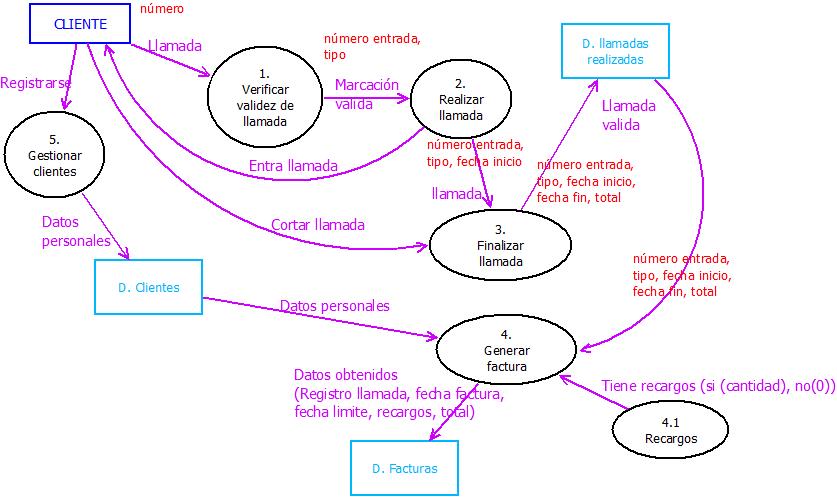 número
CLIENTE
Llamada
número entrada,
tipo
D. llamadas
realizadas
Registrarse
1.
Verificar
validez de
llamada
Marcación
valida
2.
Realizar
llamada
Llamada
valida
5.
Gestionar
clientes
Entra llamada
número entrada,
tipo, fecha inicio
número entrada,
tipo, fecha inicio,
fecha fin, total
llamada
Datos
personales
Cortar llamada
3.
Finalizar
llamada
número entrada,
tipo, fecha inicio,
fecha fin, total
D. Clientes
Datos personales
4.
Generar
factura
Datos obtenidos
(Registro llamada, fecha factura,
fecha limite, recargos, total)
Tiene recargos (si (cantidad), no(0))
4.1
Recargos
D. Facturas